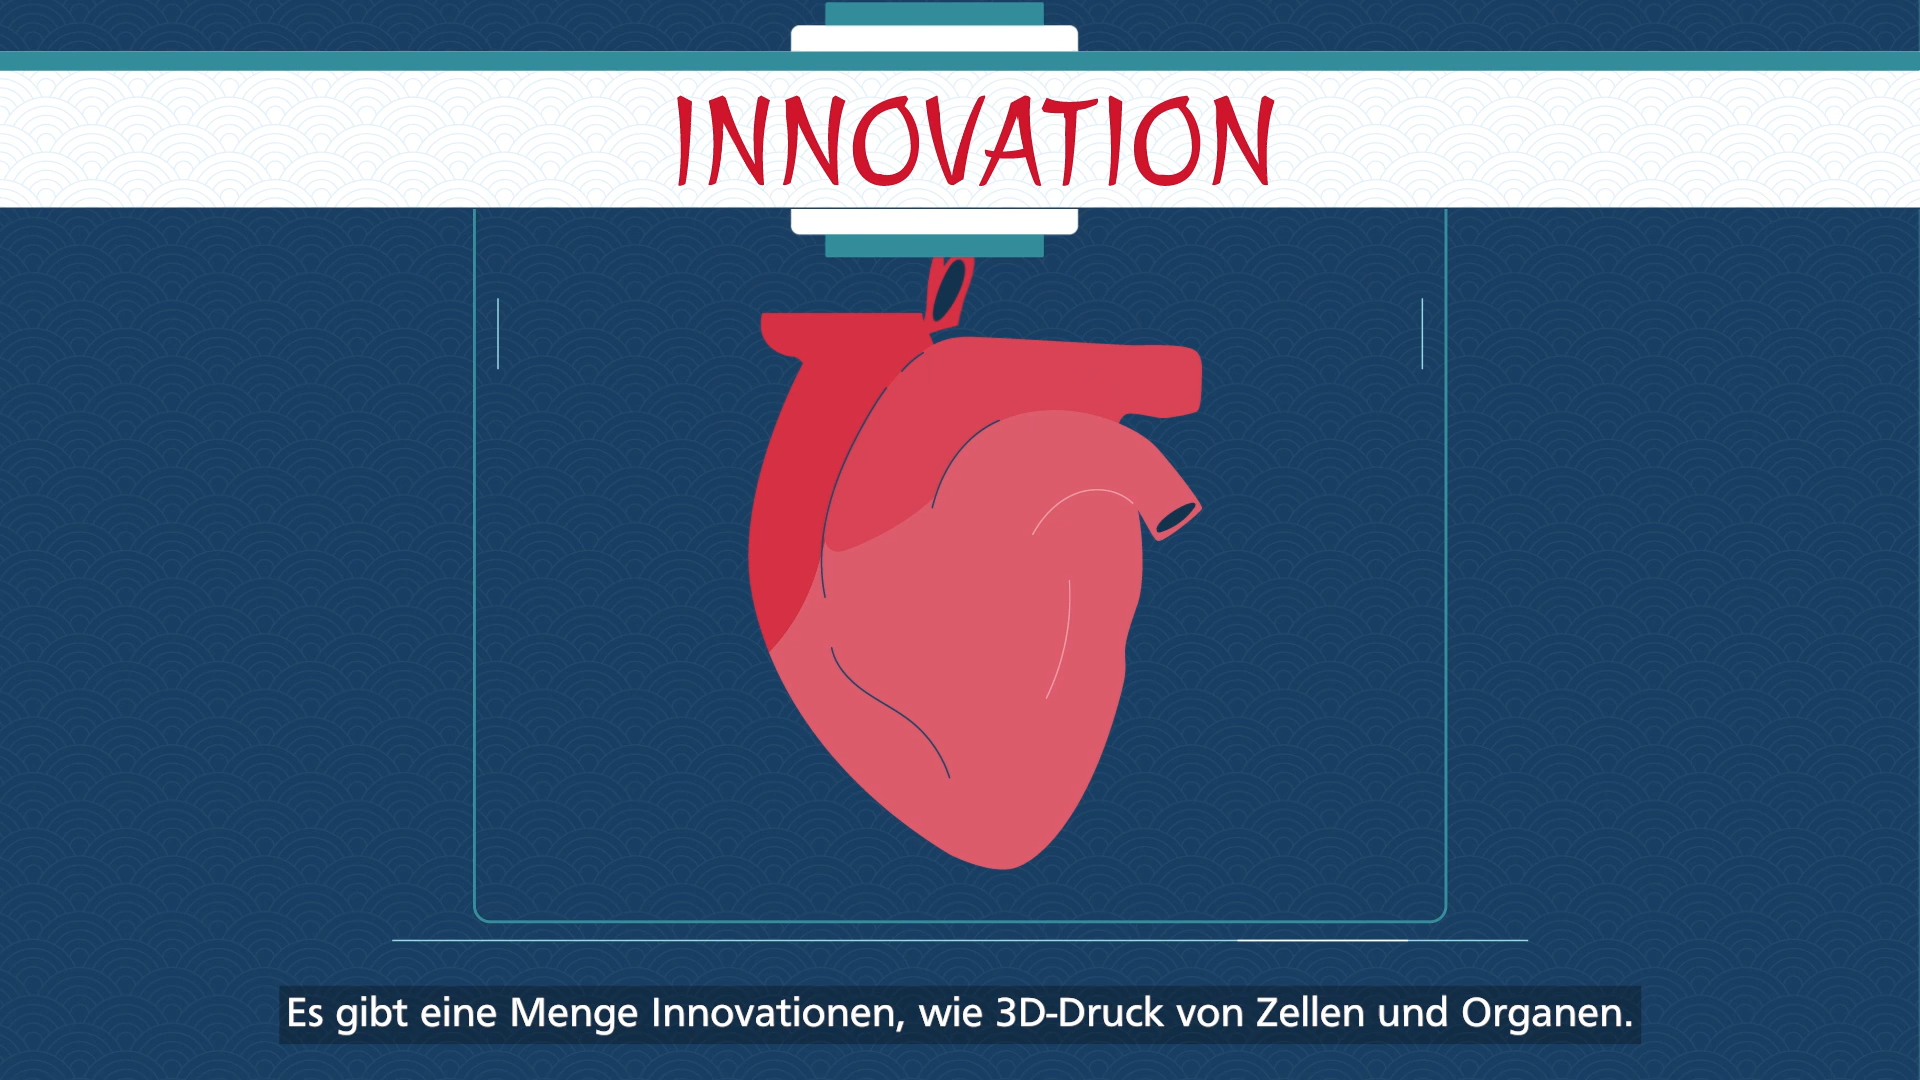 INNOVATION
Es gibt eine Menge Innovationen, wie 3D-Druck von Zellen und Organen.